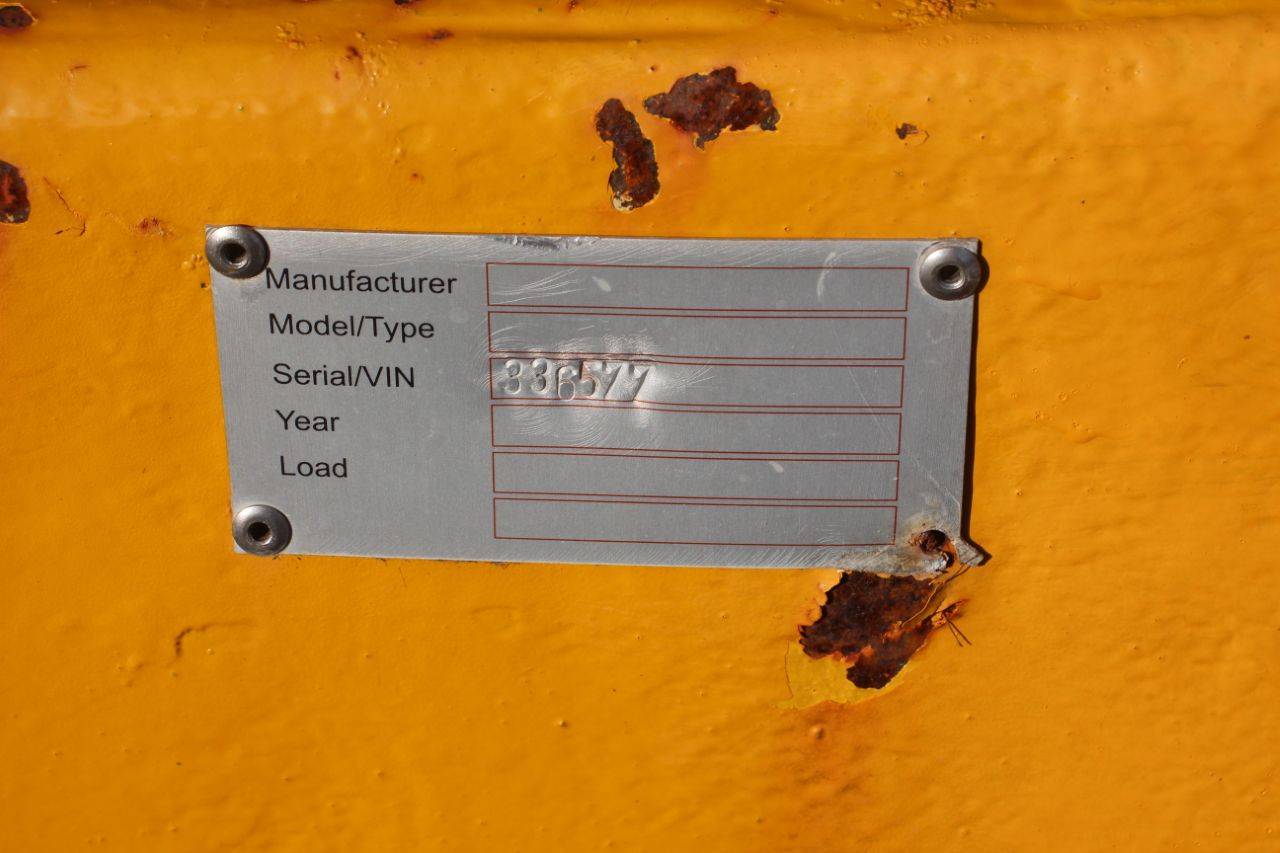 Manufacturer
Model/Type
Serial/VIN 336577
Year
Load